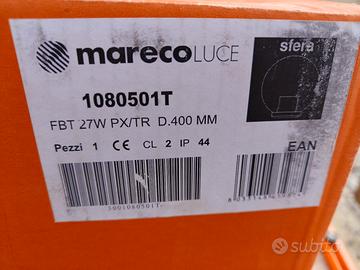 marecoLUCE
sfera
1080501T
FBT 27W PX/TR D.400 MM
Pezzi 1 CE CL 2 IP 44
EAN
subito